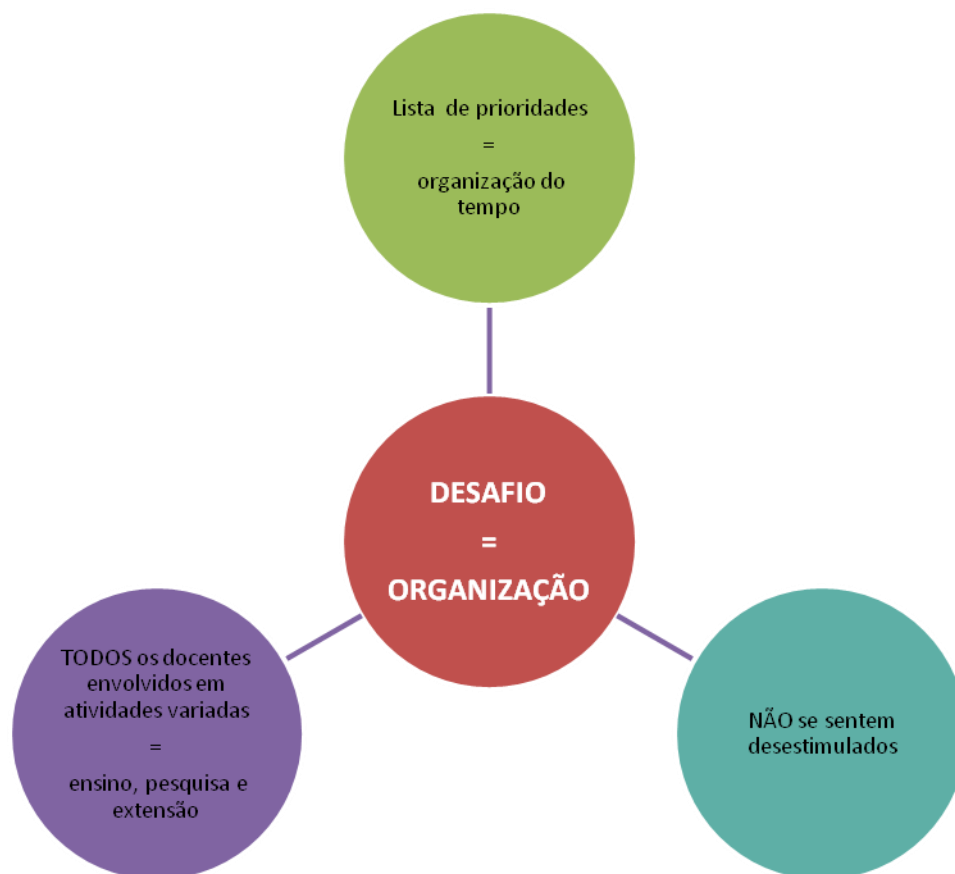 Lista de prioridades
=
organização do
tempo
DESAFIO
=
ORGANIZAÇÃO
TODOS os docentes
envolvidos em
atividades variadas
=
ensino, pesquisa e
extensão
NÃO se sentem
desestimulados